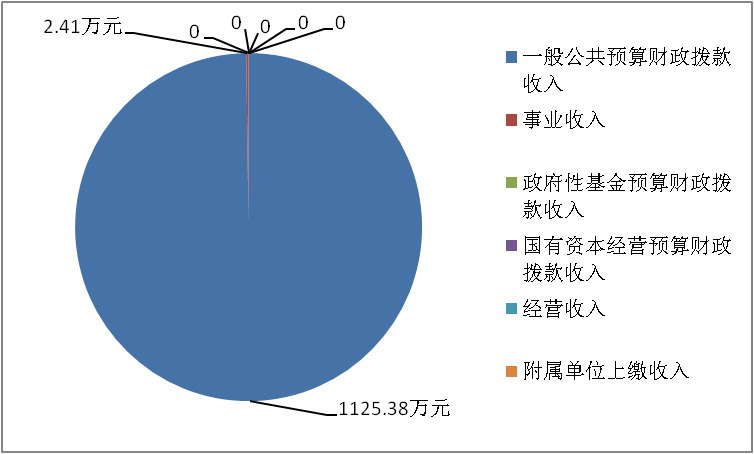 2.41万元
0
0
0
0
0
1125.38万元
一般公共预算财政拨款
收入
事业收入
政府性基金预算财政拨
款收入
国有资本经营预算财政
拨款收入
经营收入
附属单位上缴收入